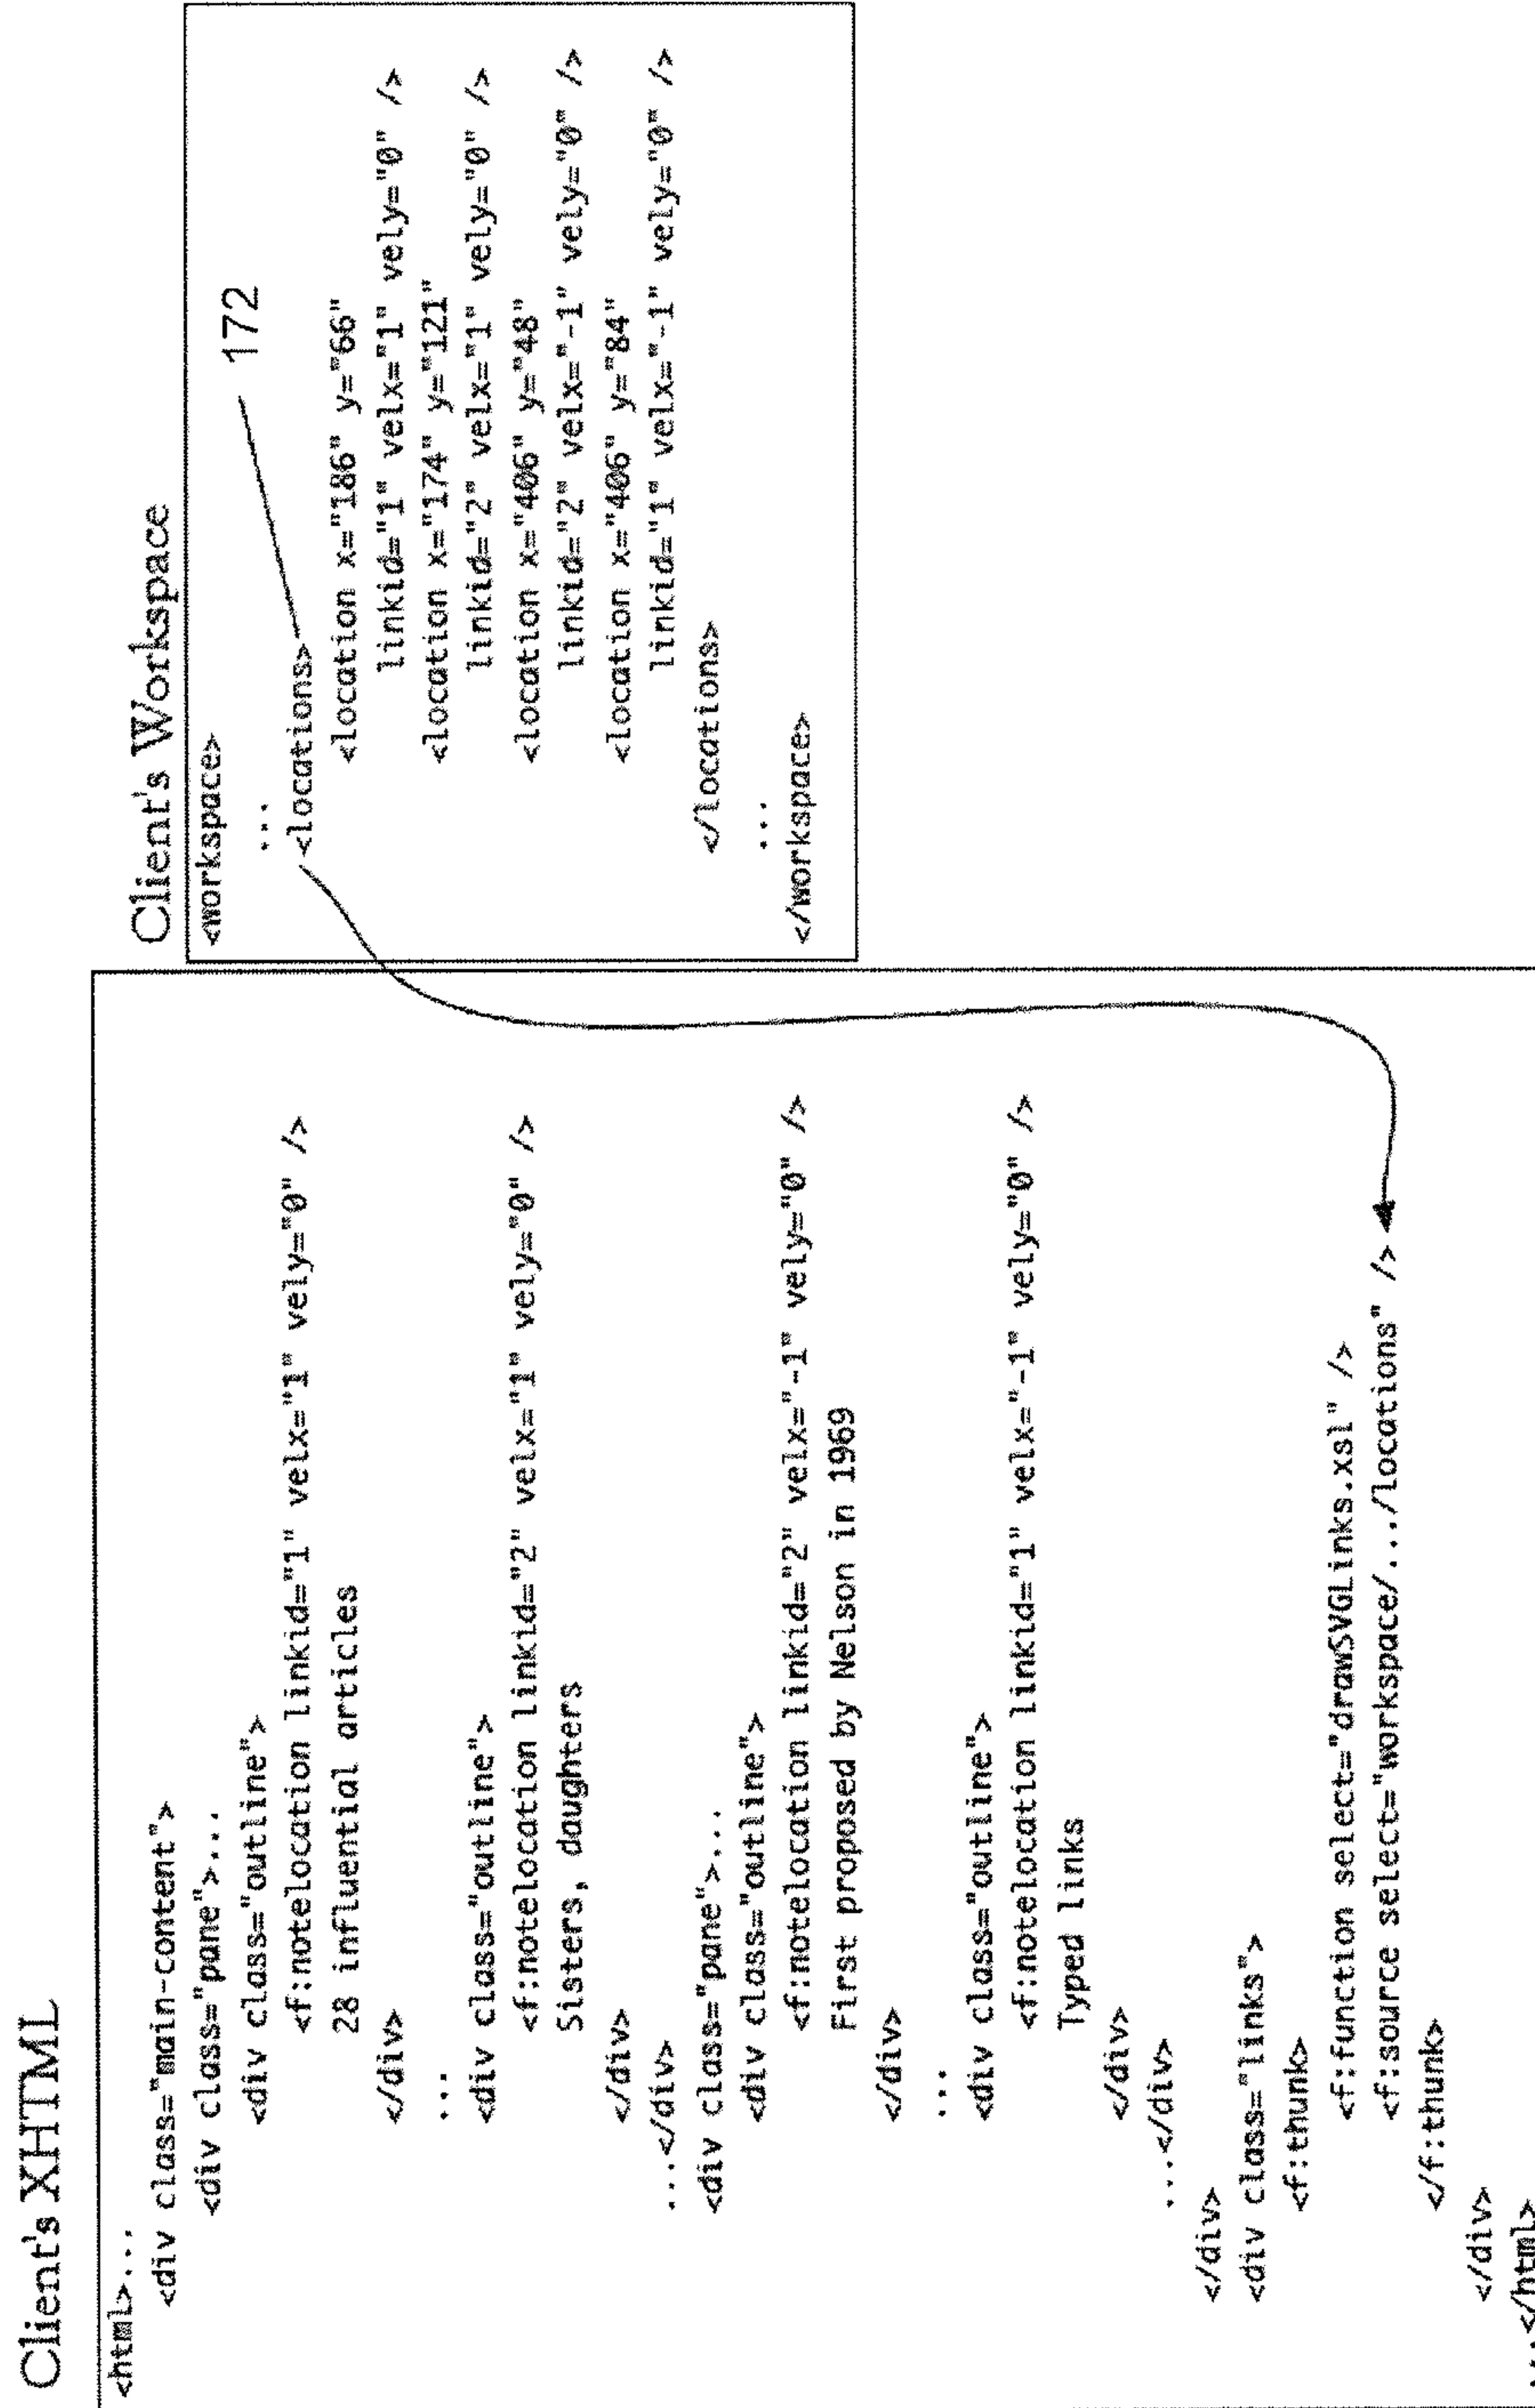 Client's XHTML
<html>...
<div class="main-content">
<div class="pane">...
<div class="outline">
<f:notelocation linkid="1" velx="1" vely="0" />
28 influential articles
</div>
...
<div class="outline">
<f:notelocation linkid="2" velx="1" vely="0" />
Sisters, daughters
</div>
...</div>
<div class="pane">...
<div class="outline">
<f:notelocation linkid="2" velx="-1" vely="0" />
First proposed by Nelson in 1969
</div>
...
<div class="outline">
<f:notelocation linkid="1" velx="-1" vely="0" />
Typed links
</div>
...</div>
</div>
<div class="links">
<f:thunk>
<f:function select="drawSVGLinks.xsl" />
<f:source select="workspace/.../locations" />
</f:thunk>
</div>
...</html>
Client's Workspace
<workspace>
...
172
<locations>
<location x="186" y="66"
linkid="1" velx="1" vely="0" />
<location x="174" y="121"
linkid="2" velx="1" vely="0" />
<location x="406" y="48"
linkid="2" velx="-1" vely="0" />
<location x="406" y="84"
linkid="1" velx="-1" vely="0" />
</locations>
...
</workspace>